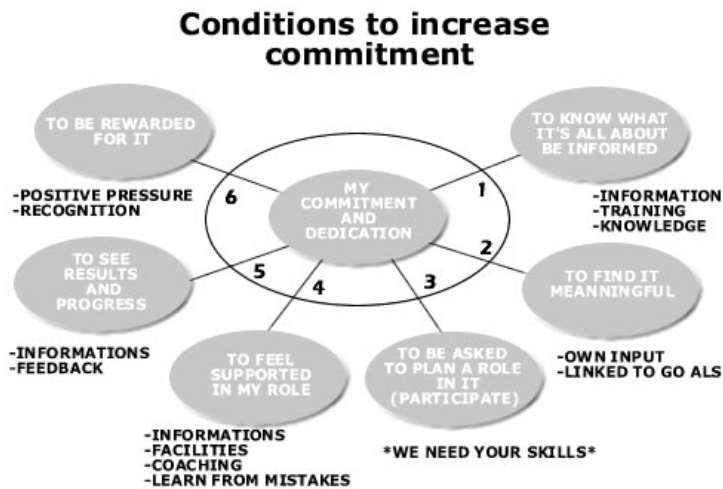 Conditions to increase
commitment
TO BE REWARDED
FOR IT
-POSITIVE PRESSURE
-RECOGNITION
TO KNOW WHAT
IT'S ALL ABOUT
BE INFORMED
-INFORMATION
-TRAINING
-KNOWLEDGE
MY
COMMITMENT
AND
DEDICATION
6
1
5
2
4
3
TO SEE
RESULTS
AND
PROGRESS
-INFORMATIONS
-FEEDBACK
TO FIND IT
MEANNINGFUL
-OWN INPUT
-LINKED TO GO ALS
TO FEEL
SUPPORTED
IN MY ROLE
-INFORMATIONS
-FACILITIES
-COACHING
-LEARN FROM MISTAKES
TO BE ASKED
TO PLAN A ROLE
IN IT
(PARTICIPATE)
*WE NEED YOUR SKILLS*